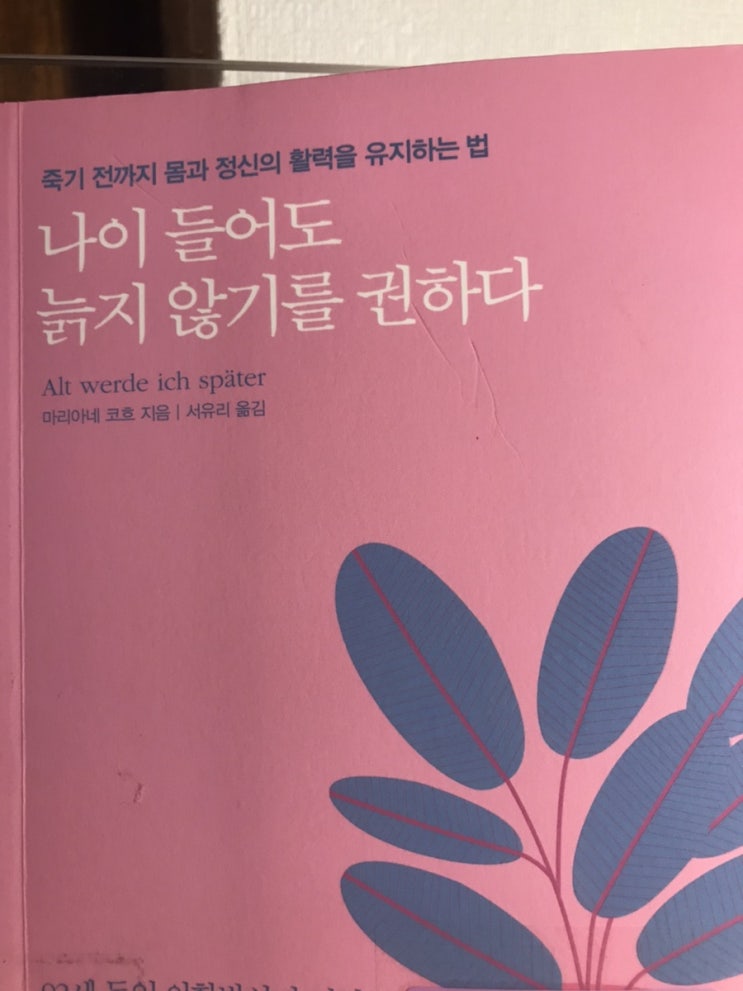 죽기 전까지 몸과 정신의 활력을 유지하는 법
나이 들어도
늙지 않기를 권하다
Alt werde ich später
마리아네 코흐 지음 | 서유리 옮김